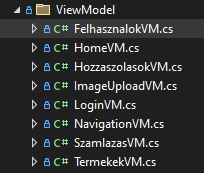 ViewModel
C# FelhasznalokVM.cs
C# HomeVM.cs
C# HozzaszolasokVM.cs
C# ImageUploadVM.cs
C# LoginVM.cs
C# NavigationVM.cs
C# SzamlazasVM.cs
C# TermekekVM.cs